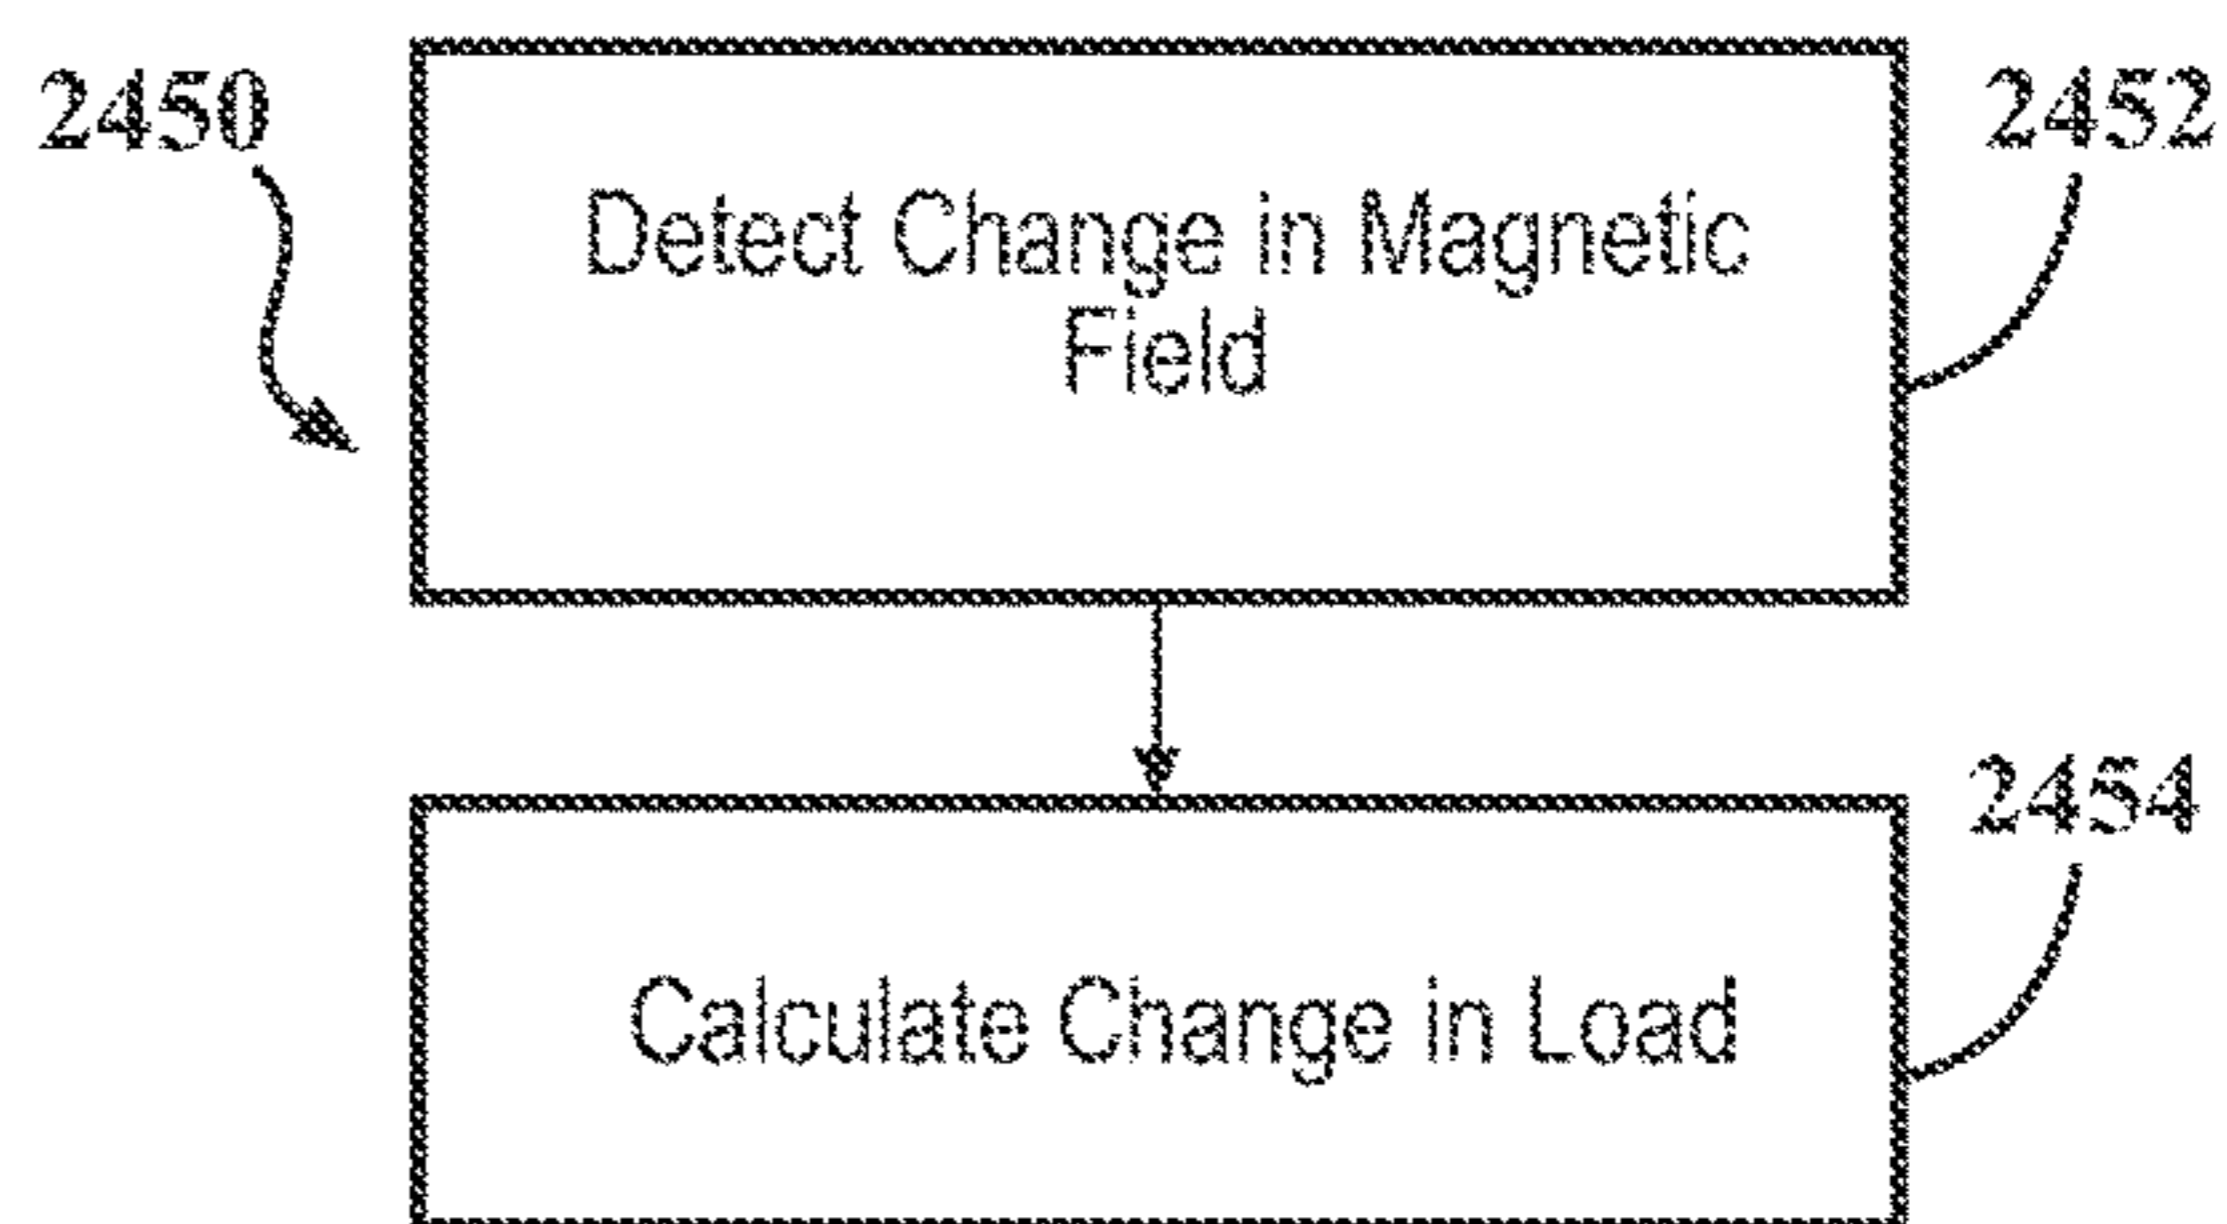 2450
2452
Detect Change in Magnetic
Field
2454
Calculate Change in Load